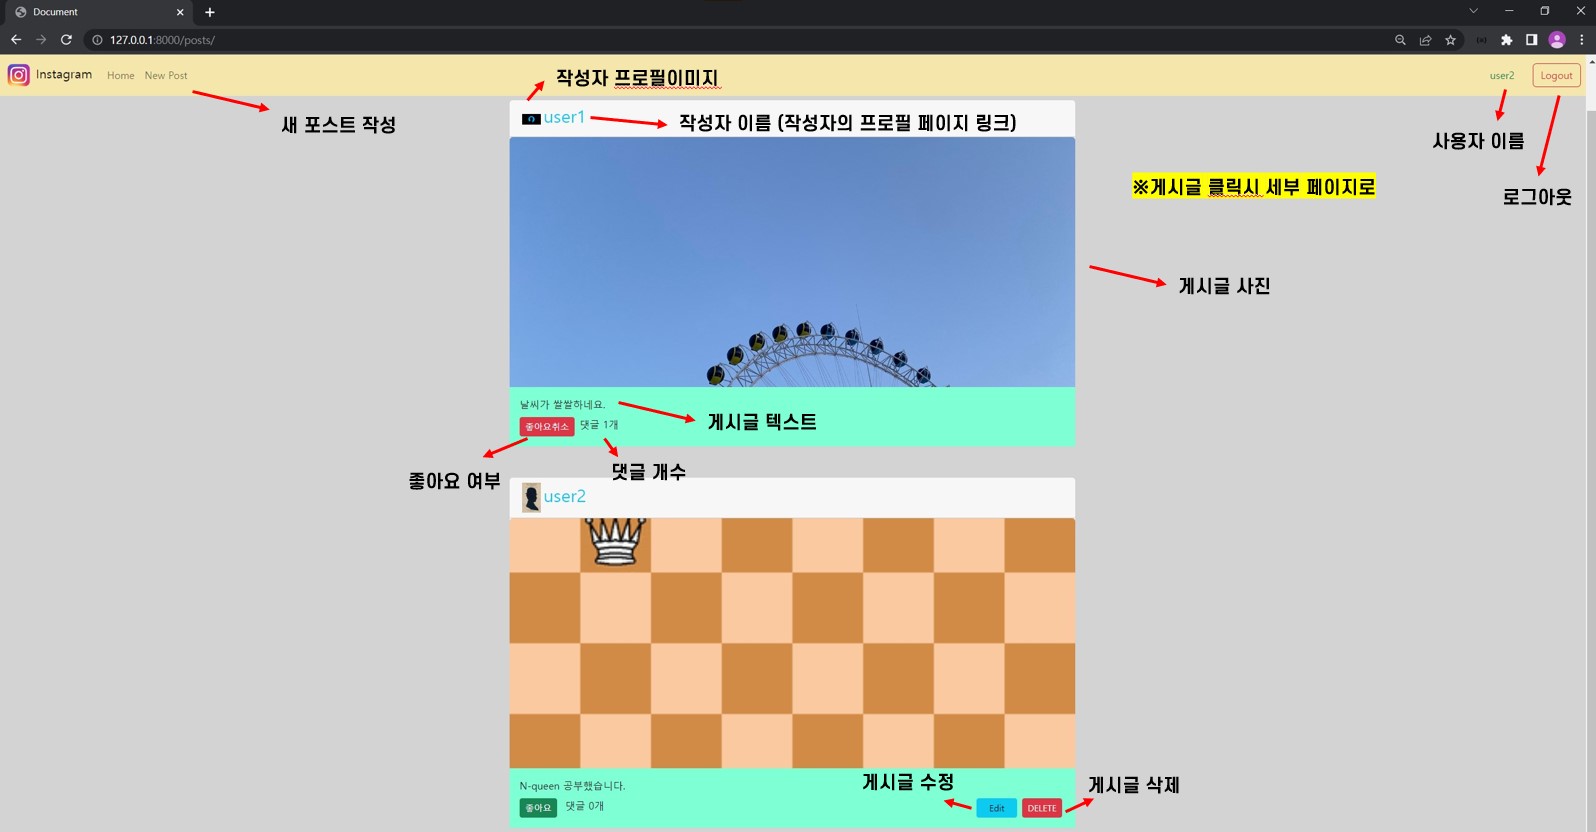 Document
127.0.0.1:8000/posts/
Instagram Home New Post
user2 Logout
작성자 프로필이미지
새 포스트 작성
user1
작성자 이름 (작성자의 프로필 페이지 링크)
사용자 이름
※게시글 클릭시 세부 페이지로
로그아웃
게시글 사진
날씨가 쌀쌀하네요.
게시글 텍스트
좋아요취소 댓글 1개
좋아요 여부
댓글 개수
user2
N-queen 공부했습니다.
게시글 수정
게시글 삭제
좋아요 댓글 0개
Edit DELETE